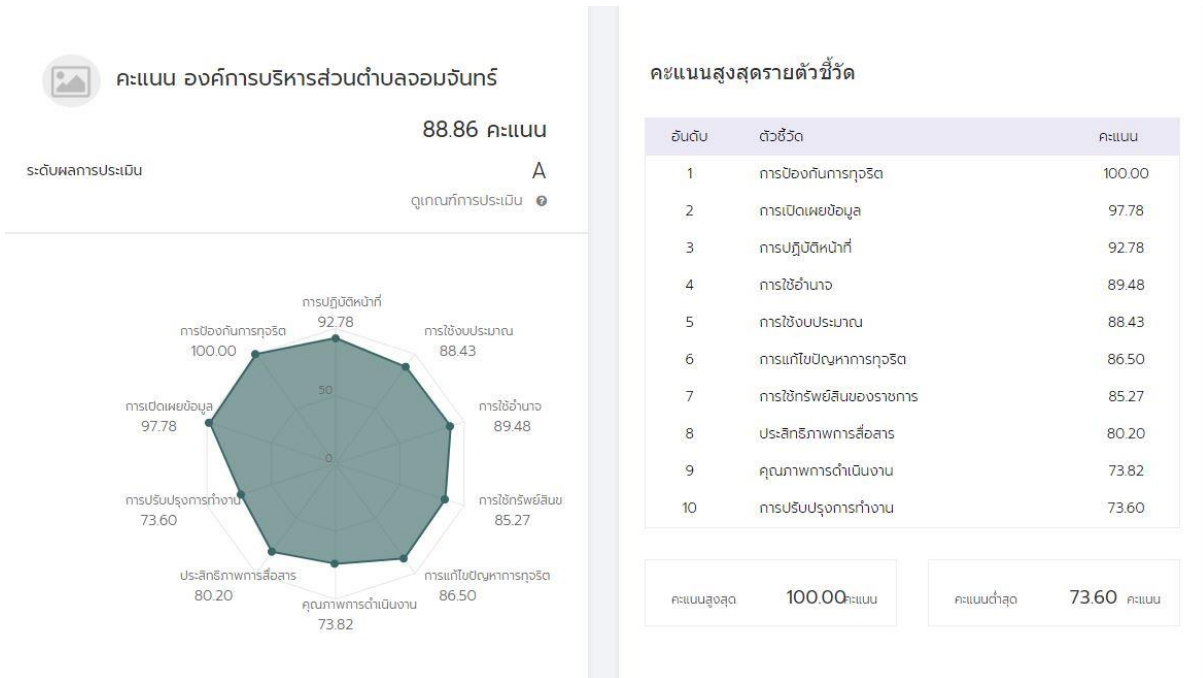 คะแนน องค์การบริหารส่วนตำบลจอมจันทร์
88.86 คะแนน
ระดับผลการประเมิน A
ดูเกณฑ์การประเมิน
การปฏิบัติหน้าที่
92.78
การป้องกันการทุจริต
100.00
การใช้งบประมาณ
88.43
50
การเปิดเผยข้อมูล
97.78
การใช้อำนาจ
89.48
0
การปรับปรุงการทำงาน
73.60
การใช้ทรัพย์สินข
85.27
ประสิทธิภาพการสื่อสาร
80.20
การแก้ไขปัญหาการทุจริต
86.50
คุณภาพการดำเนินงาน
73.82
คะแนนสูงสุดรายตัวชี้วัด
อันดับ ตัวชี้วัด คะแนน
1 การป้องกันการทุจริต 100.00
2 การเปิดเผยข้อมูล 97.78
3 การปฏิบัติหน้าที่ 92.78
4 การใช้อำนาจ 89.48
5 การใช้งบประมาณ 88.43
6 การแก้ไขปัญหาการทุจริต 86.50
7 การใช้ทรัพย์สินของราชการ 85.27
8 ประสิทธิภาพการสื่อสาร 80.20
9 คุณภาพการดำเนินงาน 73.82
10 การปรับปรุงการทำงาน 73.60
คะแนนสูงสุด 100.00 คะแนน
คะแนนต่ำสุด 73.60 คะแนน